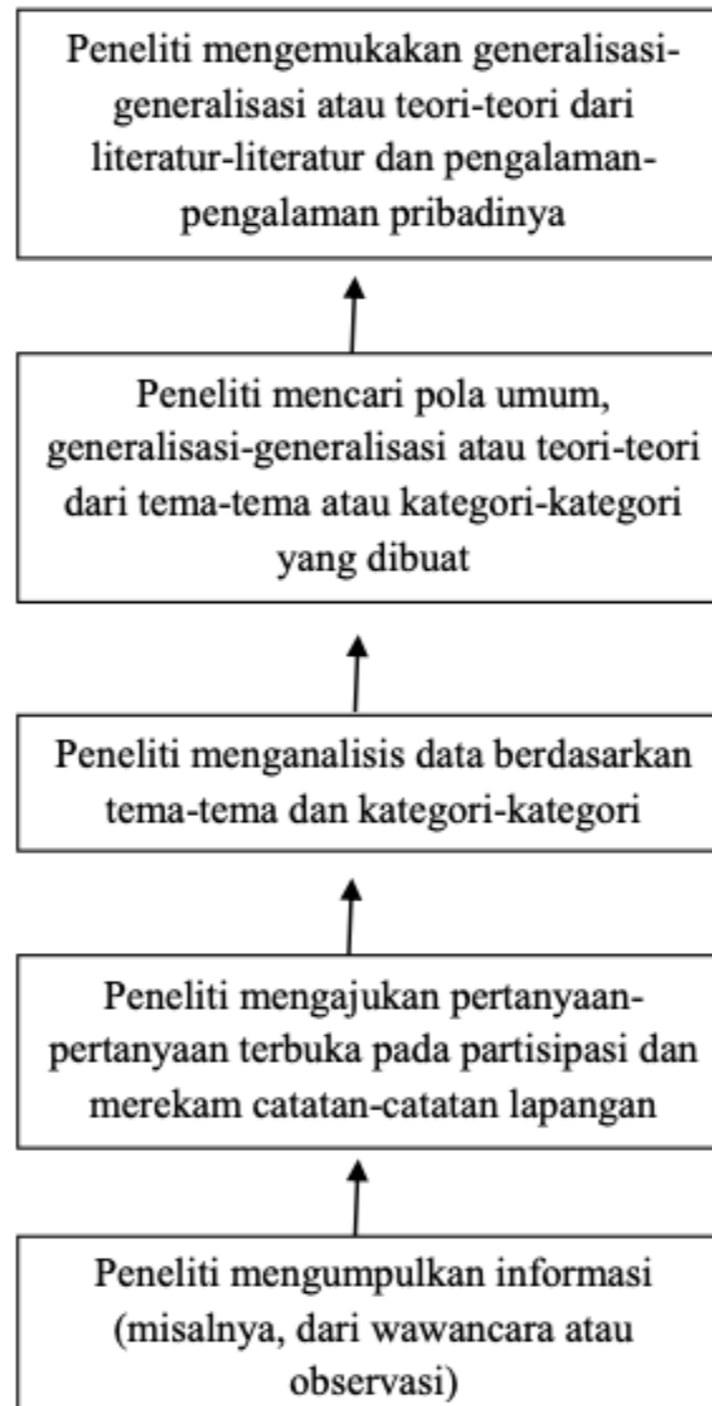 Peneliti mengemukakan generalisasi-
generalisasi atau teori-teori dari
literatur-literatur dan pengalaman-
pengalaman pribadinya
Peneliti mencari pola umum,
generalisasi-generalisasi atau teori-teori
dari tema-tema atau kategori-kategori
yang dibuat
Peneliti menganalisis data berdasarkan
tema-tema dan kategori-kategori
Peneliti mengajukan pertanyaan-
pertanyaan terbuka pada partisipasi dan
merekam catatan-catatan lapangan
Peneliti mengumpulkan informasi
(misalnya, dari wawancara atau
observasi)